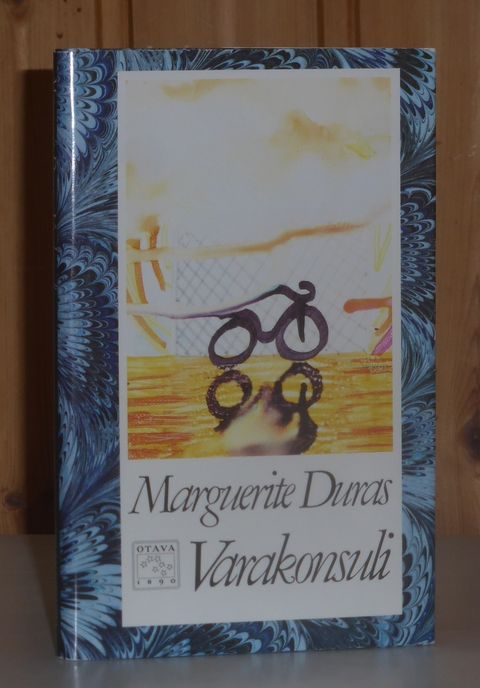 Marguerite Duras
OTAVA
1890
Varakonsuli